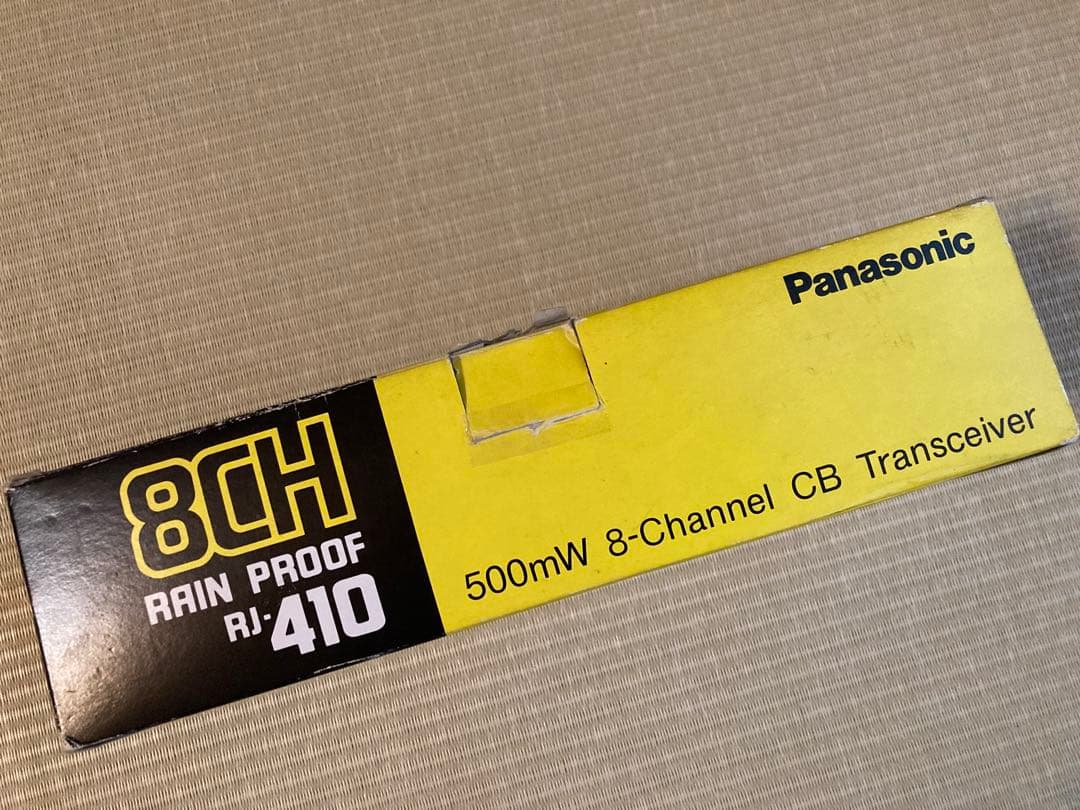 8CH
RAIN PROOF
RJ-410
Panasonic
500mW 8-Channel CB Transceiver